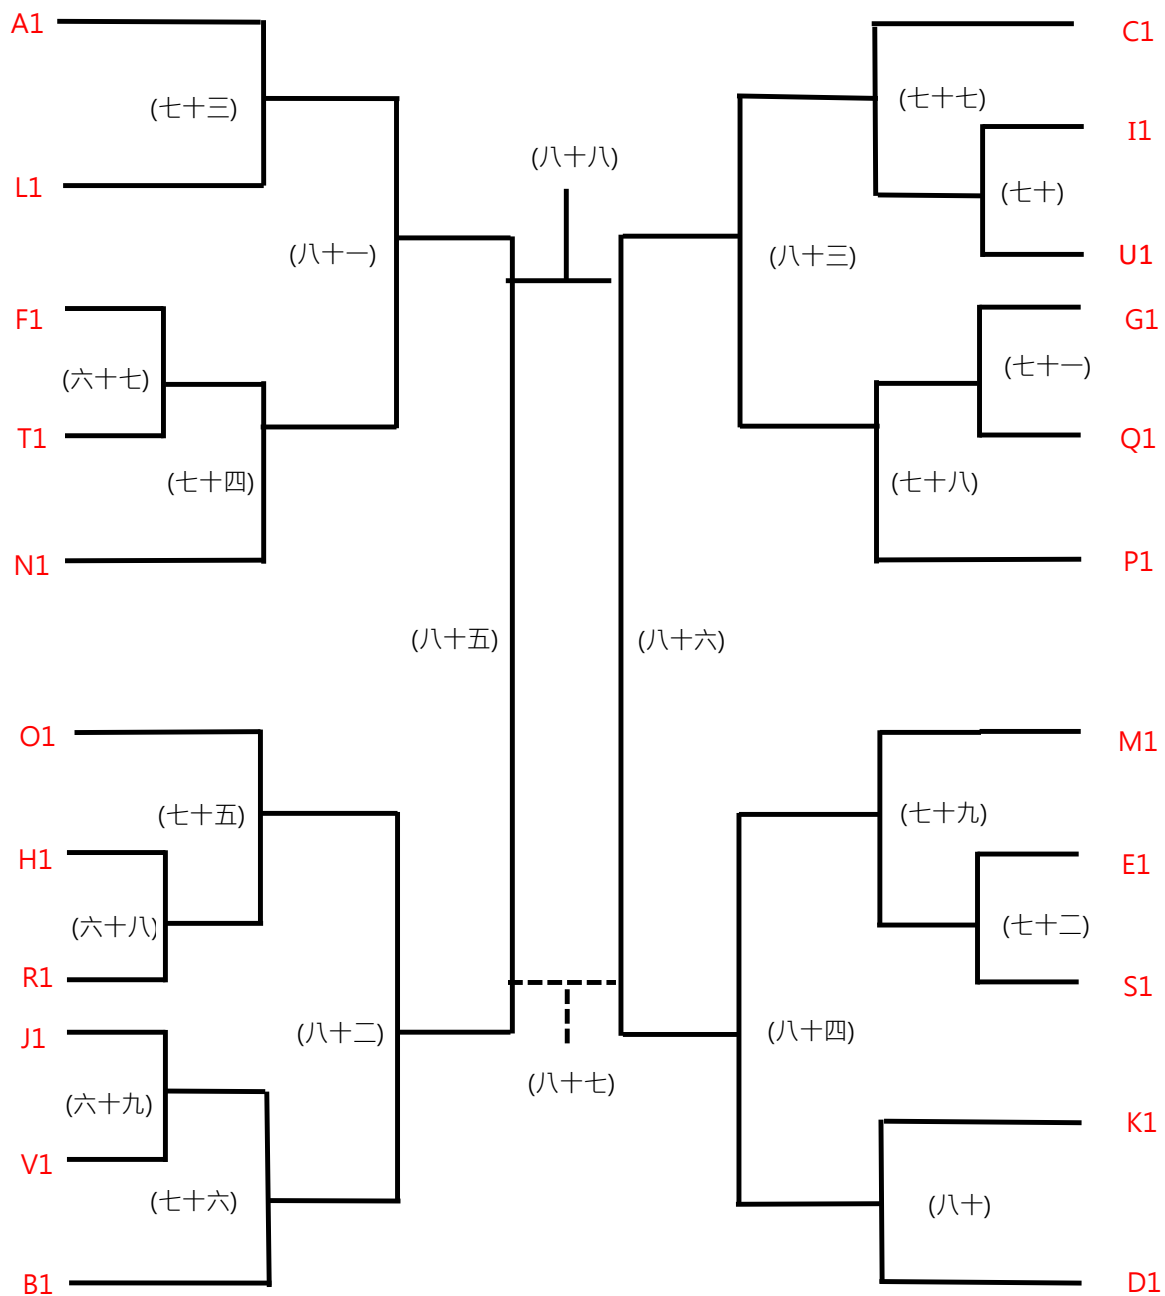 A1
(七十三)
L1
(八十一)
F1
(六十七)
T1
(七十四)
N1
(八十五)
O1
(七十五)
H1
(六十八)
R1
J1
(八十二)
(六十九)
V1
(七十六)
B1
(八十八)
(八十七)
C1
(七十七)
I1
(七十)
U1
(八十三)
G1
(七十一)
Q1
(七十八)
P1
(八十六)
M1
(七十九)
E1
(七十二)
S1
(八十四)
K1
(八十)
D1